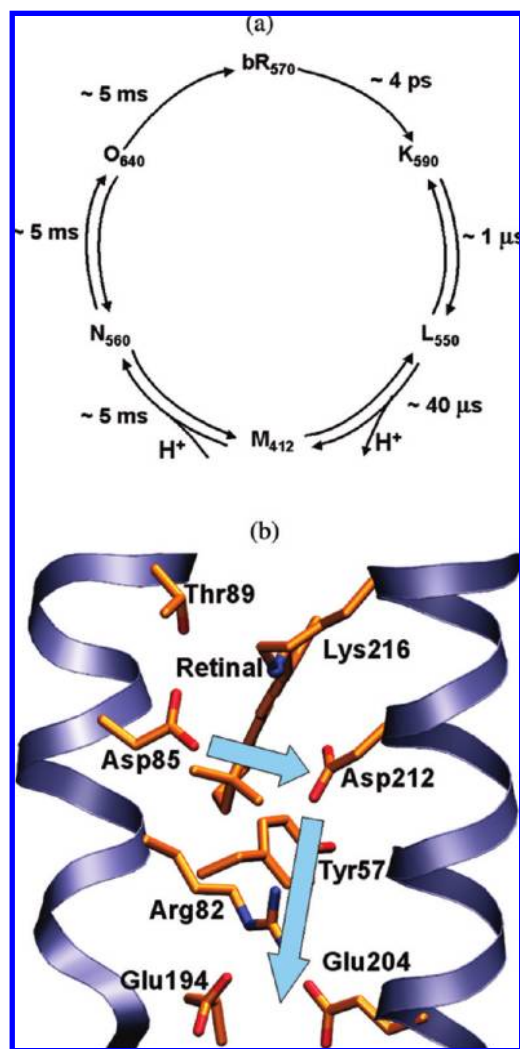 (a)
bR570
~ 5 ms
~ 4 ps
O640
K590
~ 5 ms
~ 1 μs
N560
L550
~ 5 ms
~ 40 μs
H+
M412
H+
(b)
Thr89
Lys216
Retinal
Asp85
Asp212
Tyr57
Arg82
Glu194
Glu204